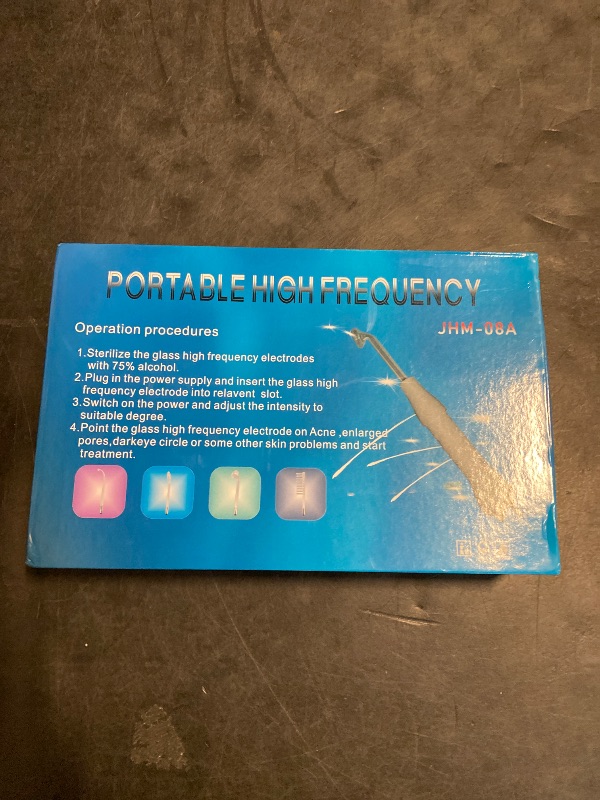 PORTABLE HIGH FREQUENCY
JHM-08A
Operation procedures
1.Sterilize the glass high frequency electrodes
with 75% alcohol.
2.Plug in the power supply and insert the glass high
frequency electrode into relavent slot.
3.Switch on the power and adjust the intensity to
suitable degree.
4.Point the glass high frequency electrode on Acne ,enlarged
pores,darkeye circle or some other skin problems and start
treatment.